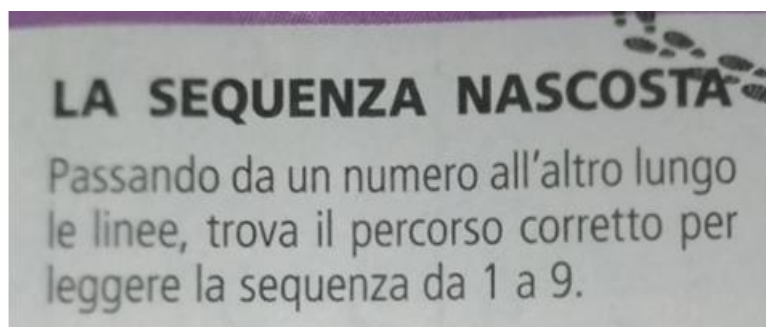 LA SEQUENZA NASCOSTA
Passando da un numero all'altro lungo
le linee, trova il percorso corretto per
leggere la sequenza da 1 a 9.